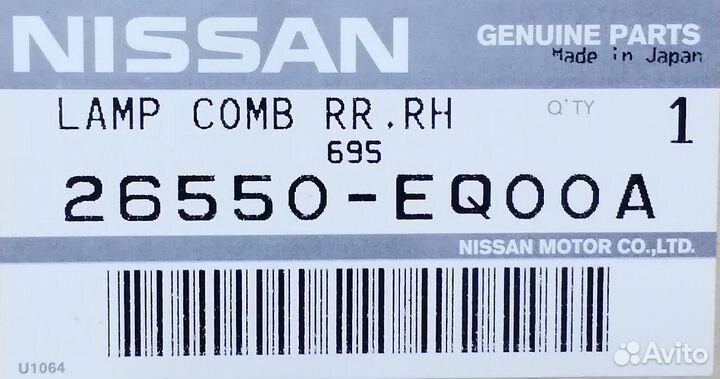 NISSAN
GENUINE PARTS
Made in Japan
LAMP COMB RR.RH
Q'TY 1
695
26550-EQ00A
NISSAN MOTOR CO.,LTD.
U1064
Avito